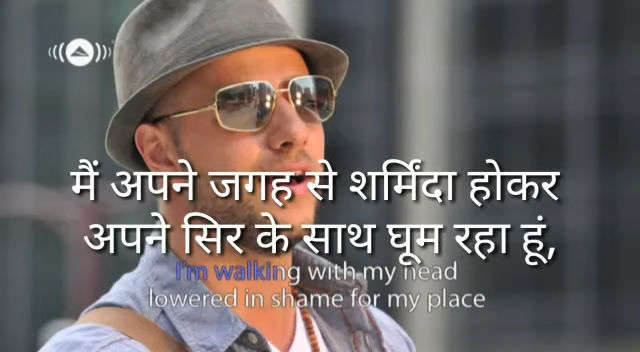 मैं अपने जगह से शर्मिंदा होकर
अपने सिर के साथ घूम रहा हूं,
I'm walking with my head
lowered in shame for my place